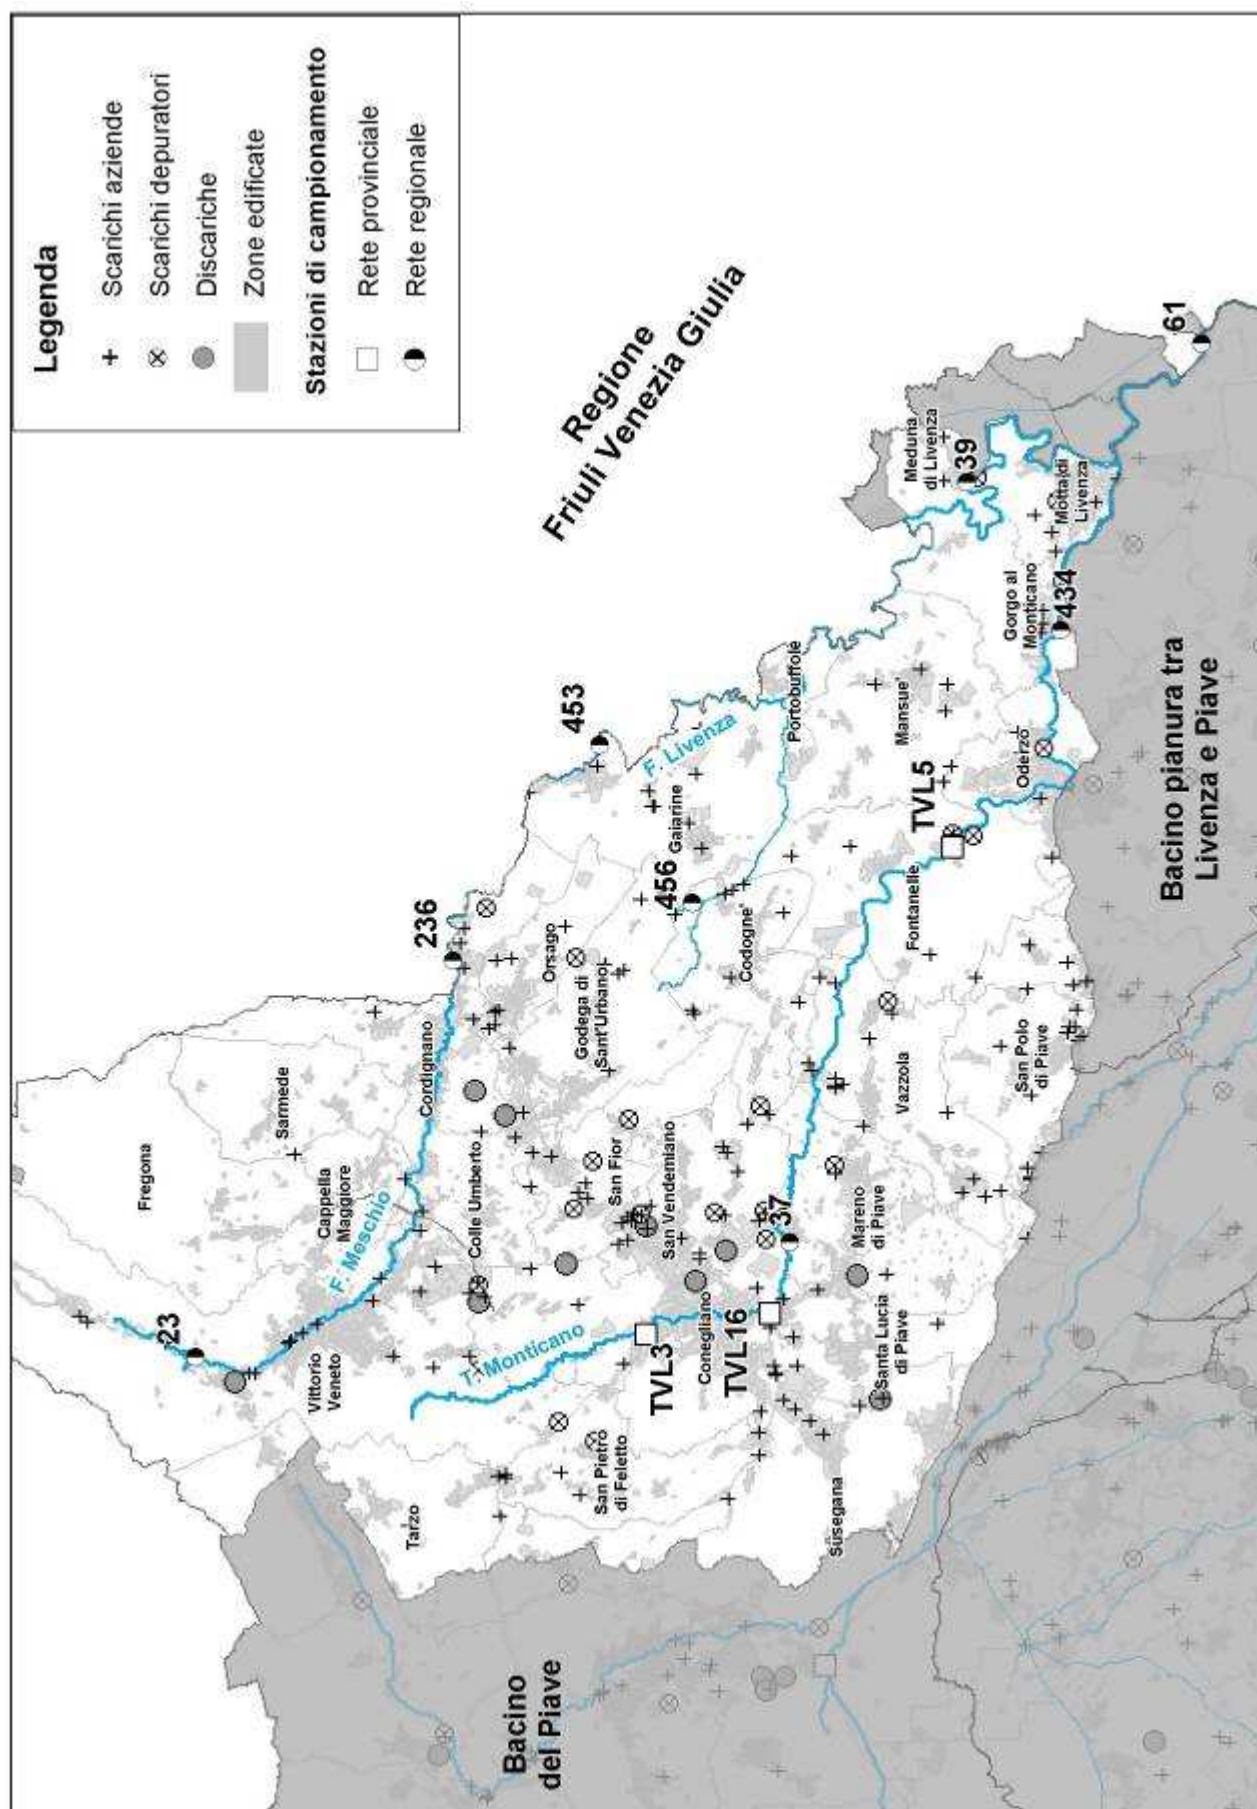 Legenda
Scarichi aziende
Scarichi depuratori
Discariche
Zone edificate
Stazioni di campionamento
Rete provinciale
Rete regionale
Regione
Friuli Venezia Giulia
Fregona
Sarmede
Cappella
Maggiore
F. Meschio
Cordignano
236
23
Vittorio
Veneto
Colle Umberto
Orsago
Godega di
Sant'Urbano
453
F. Livenza
Gaiarine
456
Codogne'
Portobuffolè
San Fior
San Vendemiano
Tarzo
T. Monticano
San Pietro
di Feletto
TVL3
Conegliano
TVL16
37
Mareno
di Piave
Santa Lucia
di Piave
Susegana
Vazzola
Fontanelle
TVL5
Mansue'
Oderzo
San Polo
di Piave
Gorgo al
Monticano
434
Meduna
di Livenza
39
Motta di
Livenza
61
Bacino
del Piave
Bacino pianura tra
Livenza e Piave